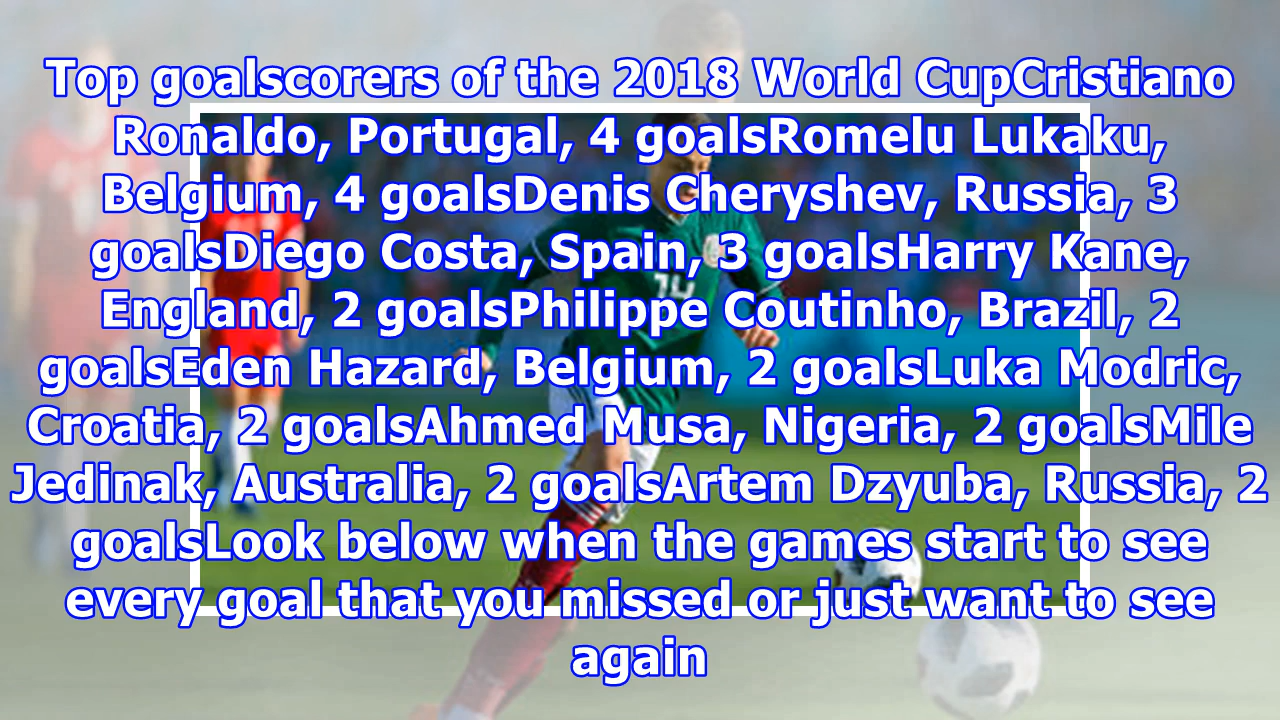 Top goalscorers of the 2018 World CupCristiano
Ronaldo, Portugal, 4 goalsRomelu Lukaku,
Belgium, 4 goalsDenis Cheryshev, Russia, 3
goalsDiego Costa, Spain, 3 goalsHarry Kane,
England, 2 goalsPhilippe Coutinho, Brazil, 2
goalsEden Hazard, Belgium, 2 goalsLuka Modric,
Croatia, 2 goalsAhmed Musa, Nigeria, 2 goalsMile
Jedinak, Australia, 2 goalsArtem Dzyuba, Russia, 2
goalsLook below when the games start to see
every goal that you missed or just want to see
again